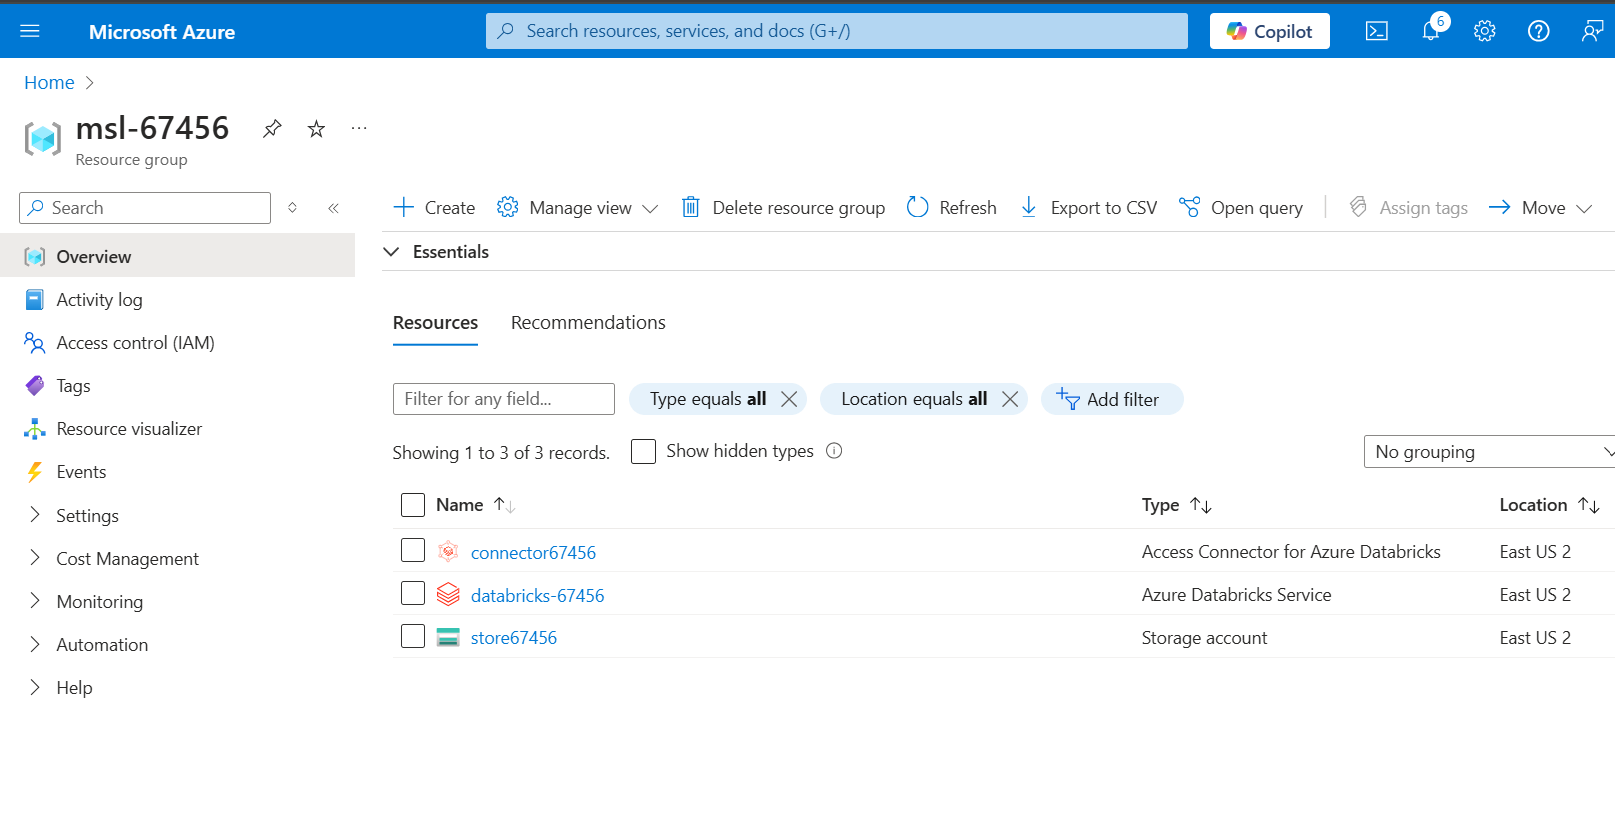 Microsoft Azure
Search resources, services, and docs (G+/)
Copilot
6
Home
msl-67456
Resource group
Search
Overview
Activity log
Access control (IAM)
Tags
Resource visualizer
Events
Settings
Cost Management
Monitoring
Automation
Help
Create Manage view Delete resource group Refresh Export to CSV Open query Assign tags Move
Essentials
Resources Recommendations
Filter for any field... Type equals all Location equals all Add filter
Showing 1 to 3 of 3 records. Show hidden types No grouping
Name Type Location
connector67456 Access Connector for Azure Databricks East US 2
databricks-67456 Azure Databricks Service East US 2
store67456 Storage account East US 2